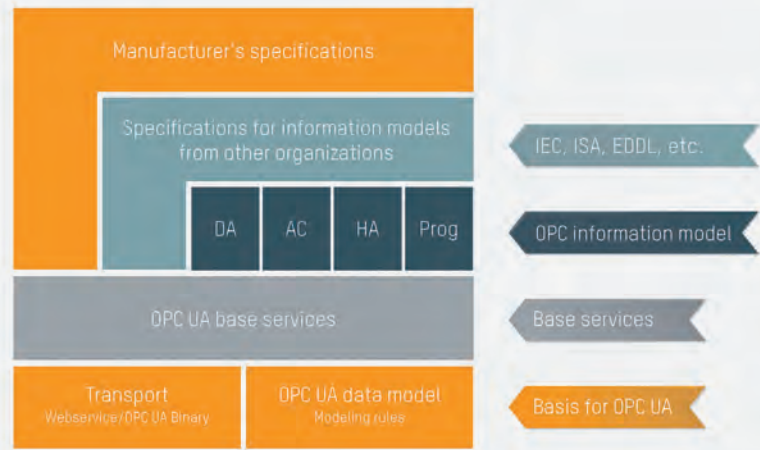 Manufacturer's specifications
Specifications for information models
from other organizations
IEC, ISA, EDDL, etc.
DA
AC
HA
Prog
OPC information model
OPC UA base services
Base services
Transport
Webservice/OPC UA Binary
OPC UA data model
Modeling rules
Basis for OPC UA